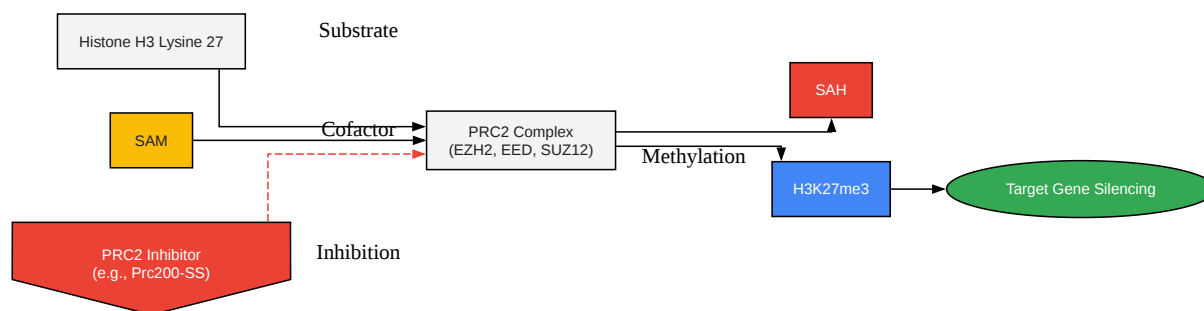 Histone H3 Lysine 27
Substrate
SAM
Cofactor
PRC2 Complex
(EZH2, EED, SUZ12)
SAH
Methylation
H3K27me3
Target Gene Silencing
PRC2 Inhibitor
(e.g., Prc200-SS)
Inhibition